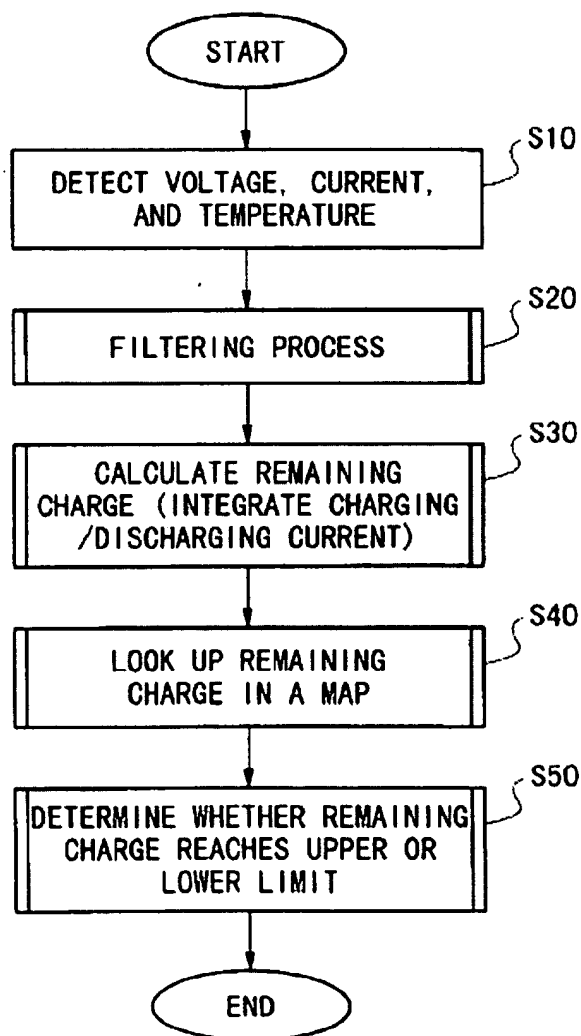 START
S10
DETECT VOLTAGE, CURRENT,
AND TEMPERATURE
S20
FILTERING PROCESS
S30
CALCULATE REMAINING
CHARGE (INTEGRATE CHARGING
/DISCHARGING CURRENT)
S40
LOOK UP REMAINING
CHARGE IN A MAP
S50
DETERMINE WHETHER REMAINING
CHARGE REACHES UPPER OR
LOWER LIMIT
END